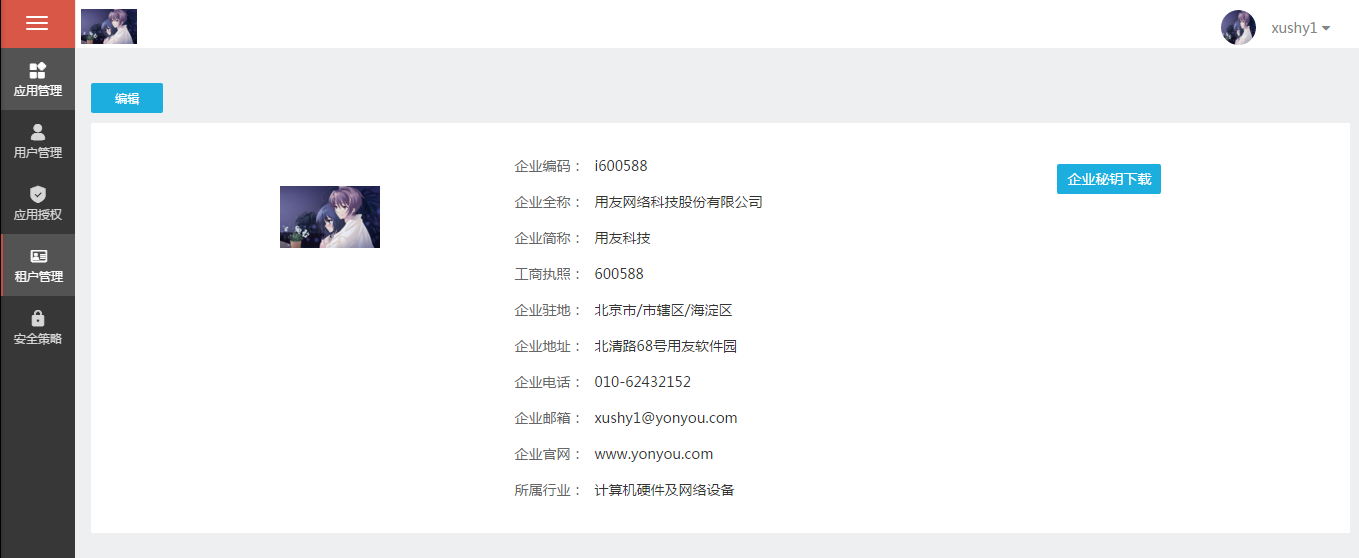 xushy1
应用管理
用户管理
应用授权
租户管理
安全策略
编辑
企业编码： i600588
企业秘钥下载
企业全称： 用友网络科技股份有限公司
企业简称： 用友科技
工商执照： 600588
企业驻地： 北京市/市辖区/海淀区
企业地址： 北清路68号用友软件园
企业电话： 010-62432152
企业邮箱： xushy1@yonyou.com
企业官网： www.yonyou.com
所属行业： 计算机硬件及网络设备